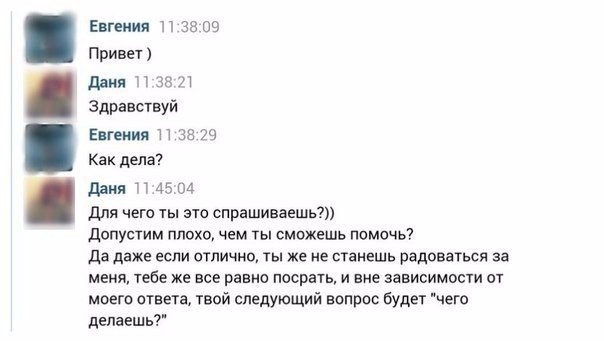 Евгения 11:38:09
Привет )
Даня 11:38:21
Здравствуй
Евгения 11:38:29
Как дела?
Даня 11:45:04
Для чего ты это спрашиваешь?))
Допустим плохо, чем ты сможешь помочь?
Да даже если отлично, ты же не станешь радоваться за
меня, тебе же все равно посрать, и вне зависимости от
моего ответа, твой следующий вопрос будет "чего
делаешь?"